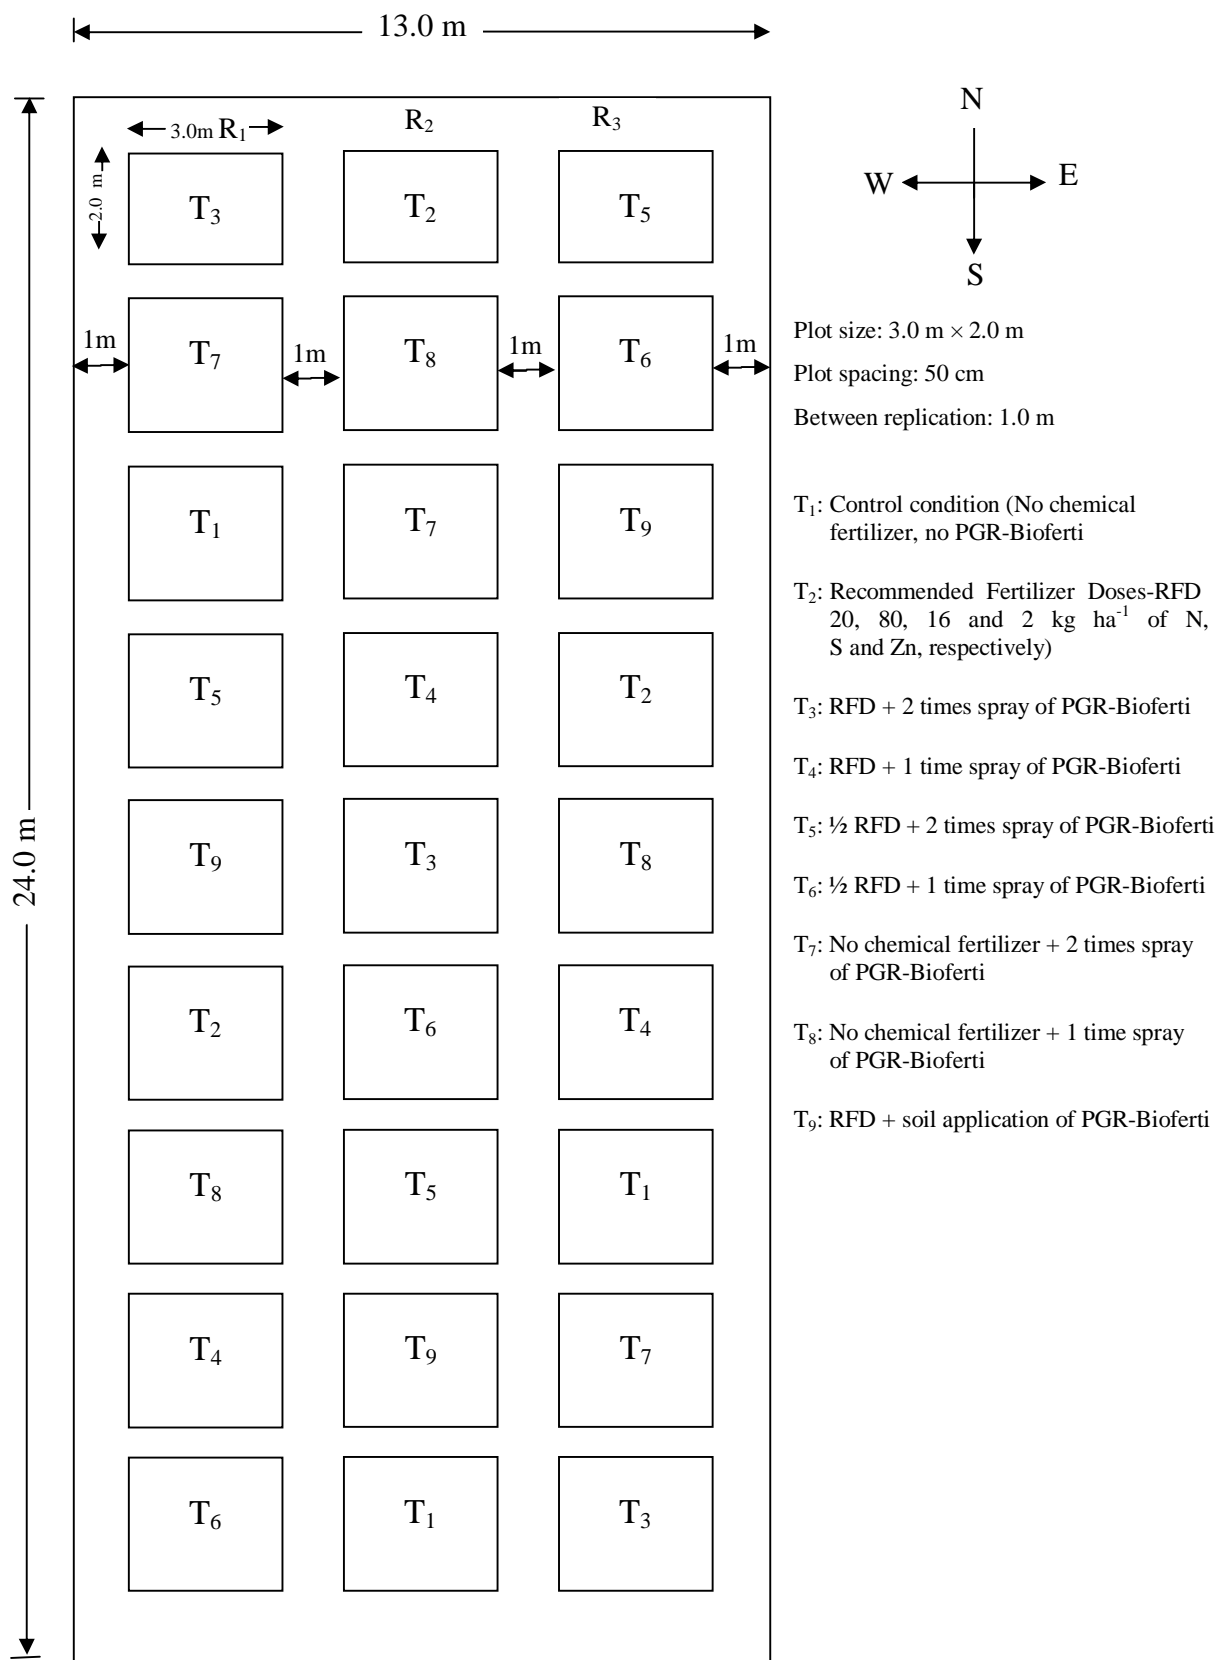 13.0 m
N
W E
S
3.0m R₁ R₂ R₃
2.0 m
T₃ T₂ T₅
1m 1m 1m 1m
T₇ T₈ T₆
T₁ T₇ T₉
T₅ T₄ T₂
24.0 m
T₉ T₃ T₈
T₂ T₆ T₄
T₈ T₅ T₁
T₄ T₉ T₇
T₆ T₁ T₃
Plot size: 3.0 m × 2.0 m
Plot spacing: 50 cm
Between replication: 1.0 m
T₁: Control condition (No chemical
fertilizer, no PGR-Bioferti
T₂: Recommended Fertilizer Doses-RFD
20, 80, 16 and 2 kg ha⁻¹ of N,
S and Zn, respectively)
T₃: RFD + 2 times spray of PGR-Bioferti
T₄: RFD + 1 time spray of PGR-Bioferti
T₅: ½ RFD + 2 times spray of PGR-Bioferti
T₆: ½ RFD + 1 time spray of PGR-Bioferti
T₇: No chemical fertilizer + 2 times spray
of PGR-Bioferti
T₈: No chemical fertilizer + 1 time spray
of PGR-Bioferti
T₉: RFD + soil application of PGR-Bioferti